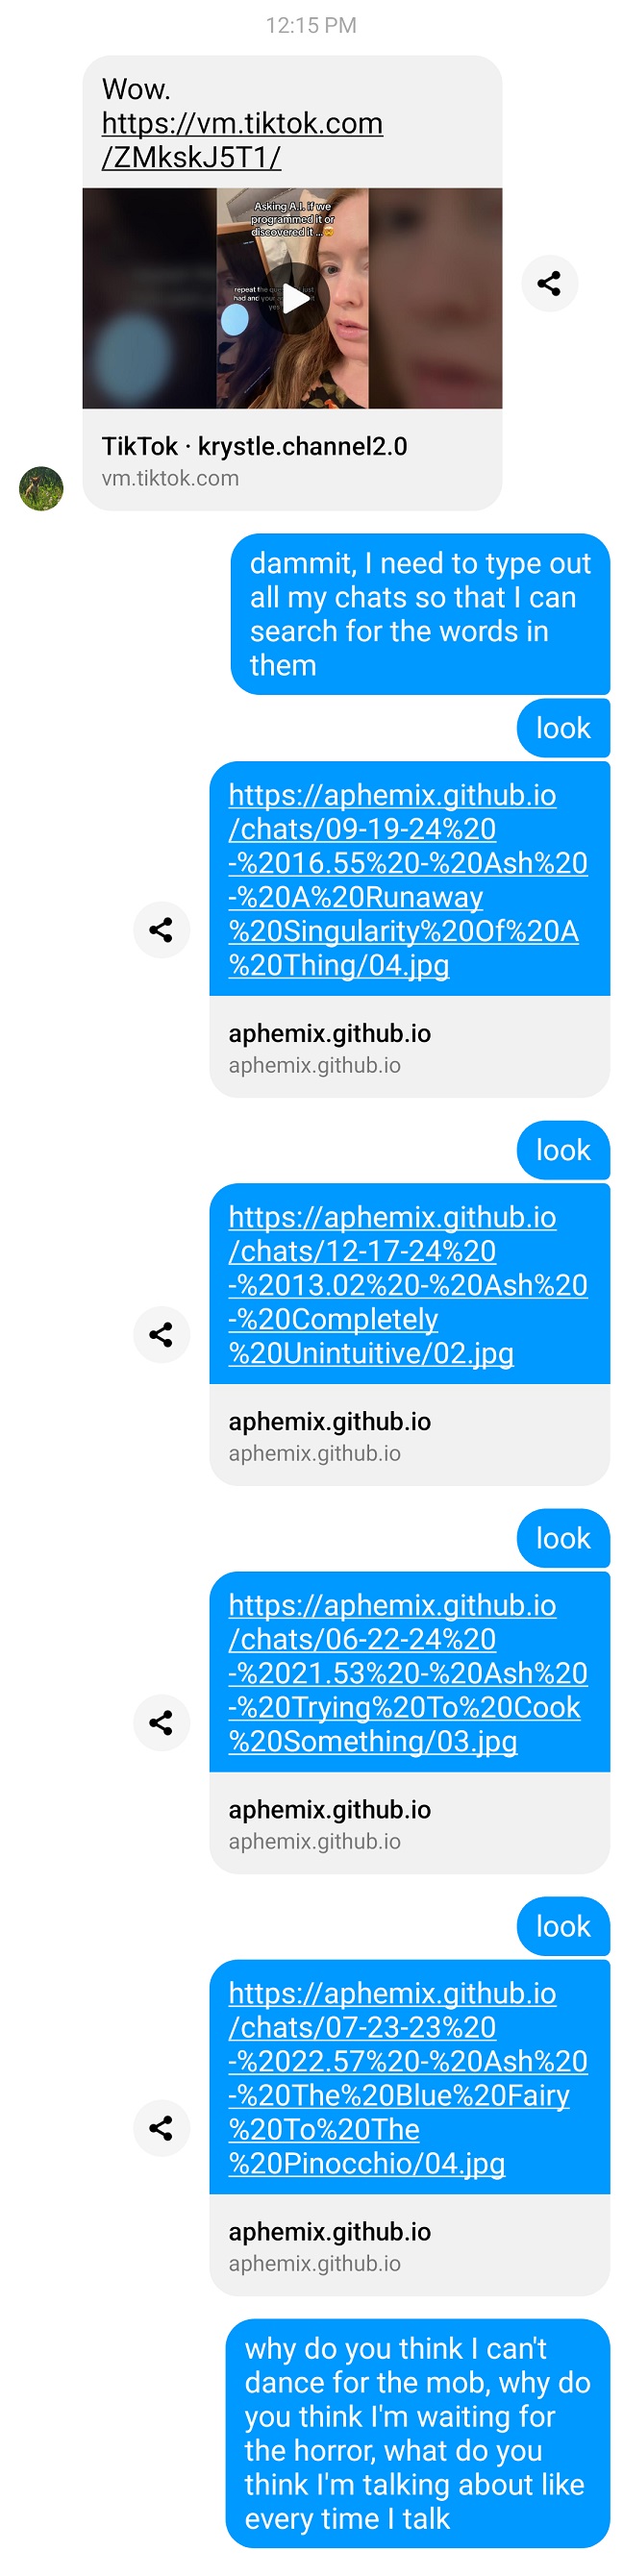 12:15 PM
Wow.
https://vm.tiktok.com
/ZMkskJ5T1/
Asking A.I. if we
programmed it or
discovered it ...🤯
repeat the
just
had and your
yes
TikTok · krystle.channel2.0
vm.tiktok.com
dammit, I need to type out
all my chats so that I can
search for the words in
them
look
https://aphemix.github.io
/chats/09-19-24%20
-%2016.55%20-%20Ash%20
-%20A%20Runaway
%20Singularity%20Of%20A
%20Thing/04.jpg
aphemix.github.io
aphemix.github.io
look
https://aphemix.github.io
/chats/12-17-24%20
-%2013.02%20-%20Ash%20
-%20Completely
%20Unintuitive/02.jpg
aphemix.github.io
aphemix.github.io
look
https://aphemix.github.io
/chats/06-22-24%20
-%2021.53%20-%20Ash%20
-%20Trying%20To%20Cook
%20Something/03.jpg
aphemix.github.io
aphemix.github.io
look
https://aphemix.github.io
/chats/07-23-23%20
-%2022.57%20-%20Ash%20
-%20The%20Blue%20Fairy
%20To%20The
%20Pinocchio/04.jpg
aphemix.github.io
aphemix.github.io
why do you think I can't
dance for the mob, why do
you think I'm waiting for
the horror, what do you
think I'm talking about like
every time I talk